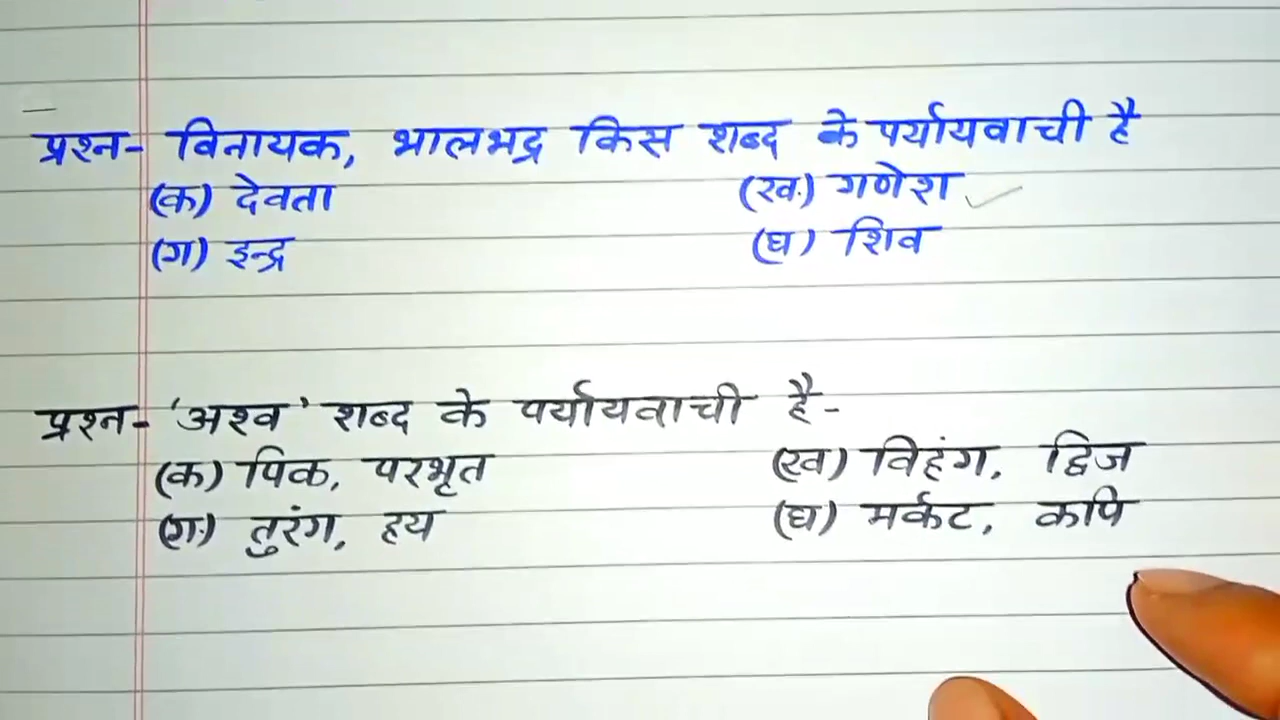 प्रश्न- विनायक, भालभद्र किस शब्द के पर्यायवाची है
(क) देवता (ख) गणेश
(ग) इन्द्र (घ) शिव
प्रश्न- 'अश्व' शब्द के पर्यायवाची है-
(क) पिक, परभृत (ख) विहंग, द्विज
(ग) तुरंग, हय (घ) मर्कट, कपि